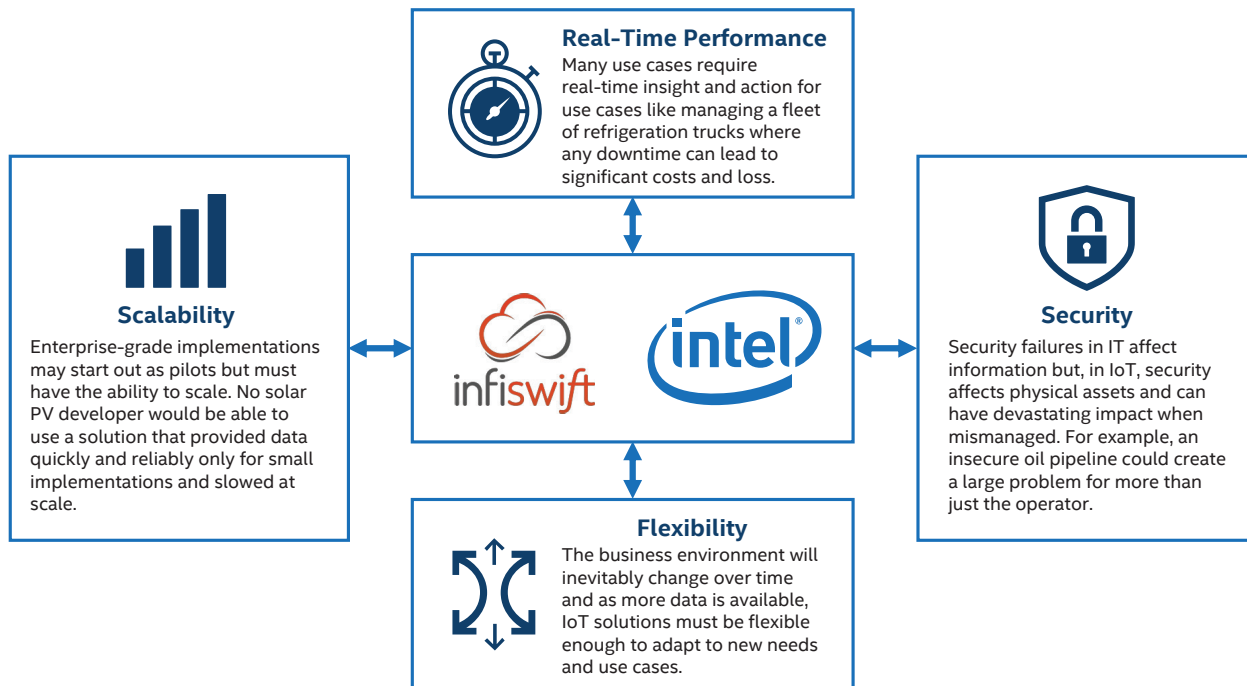 Real-Time Performance
Many use cases require
real-time insight and action for
use cases like managing a fleet
of refrigeration trucks where
any downtime can lead to
significant costs and loss.
Scalability
Enterprise-grade implementations
may start out as pilots but must
have the ability to scale. No solar
PV developer would be able to
use a solution that provided data
quickly and reliably only for small
implementations and slowed at
scale.
infiswift
intel®
Security
Security failures in IT affect
information but, in IoT, security
affects physical assets and can
have devastating impact when
mismanaged. For example, an
insecure oil pipeline could create
a large problem for more than
just the operator.
Flexibility
The business environment will
inevitably change over time
and as more data is available,
IoT solutions must be flexible
enough to adapt to new needs
and use cases.